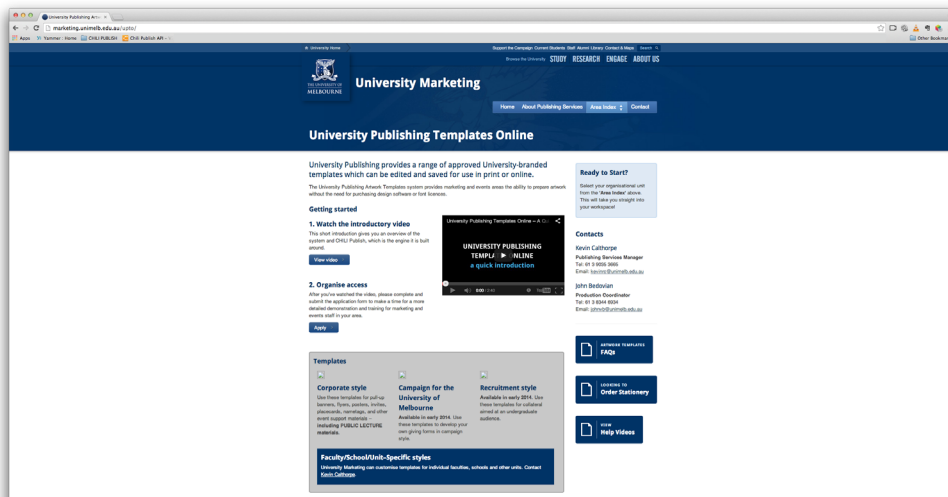 University Publishing Area
marketing.unimelb.edu.au/upto/
Apps Yammer : Home CHILI PUBLISH Chili Publish API -
Other Bookmar
University Home
Support the Campaign Current Students Staff Alumni Library Contact & Maps Search
Browse the University STUDY RESEARCH ENGAGE ABOUT US
THE UNIVERSITY OF
MELBOURNE
University Marketing
Home About Publishing Services Area Index Contact
University Publishing Templates Online
University Publishing provides a range of approved University-branded
templates which can be edited and saved for use in print or online.
The University Publishing Artwork Templates system provides marketing and events areas the ability to prepare artwork
without the need for purchasing design software or font licences.
Getting started
1. Watch the introductory video
This short introduction gives you an overview of the
system and CHILI Publish, which is the engine it is built
around.
View video
University Publishing Templates Online – A Qu
UNIVERSITY PUBLISHING
TEMPLA ONLINE
a quick introduction
0:00 /
YouTube
2. Organise access
After you've watched the video, please complete and
submit the application form to make a time for a more
detailed demonstration and training for marketing and
events staff in your area.
Apply
Templates
Corporate style
Use these templates for pull-up
banners, flyers, posters, invites,
placecards, nametags, and other
event support materials –
including PUBLIC LECTURE
materials.
Campaign for the
University of
Melbourne
Available in early 2014. Use
these templates to develop your
own giving forms in campaign
style.
Recruitment style
Available in early 2014. Use
these templates for collateral
aimed at an undergraduate
audience.
Faculty/School/Unit–Specific styles
University Marketing can customise templates for individual faculties, schools and other units. Contact
Kevin Calthorpe.
Ready to Start?
Select your organisational unit
from the 'Area Index' above.
This will take you straight into
your workspace!
Contacts
Kevin Calthorpe
Publishing Services Manager
Tel: 61 3 9035 3695
Email: kevinrc@unimelb.edu.au
John Bedovian
Production Coordinator
Tel: 61 3 8344 6934
Email: johnvb@unimelb.edu.au
ARTWORK TEMPLATES
FAQs
LOOKING TO
Order Stationery
VIEW
Help Videos